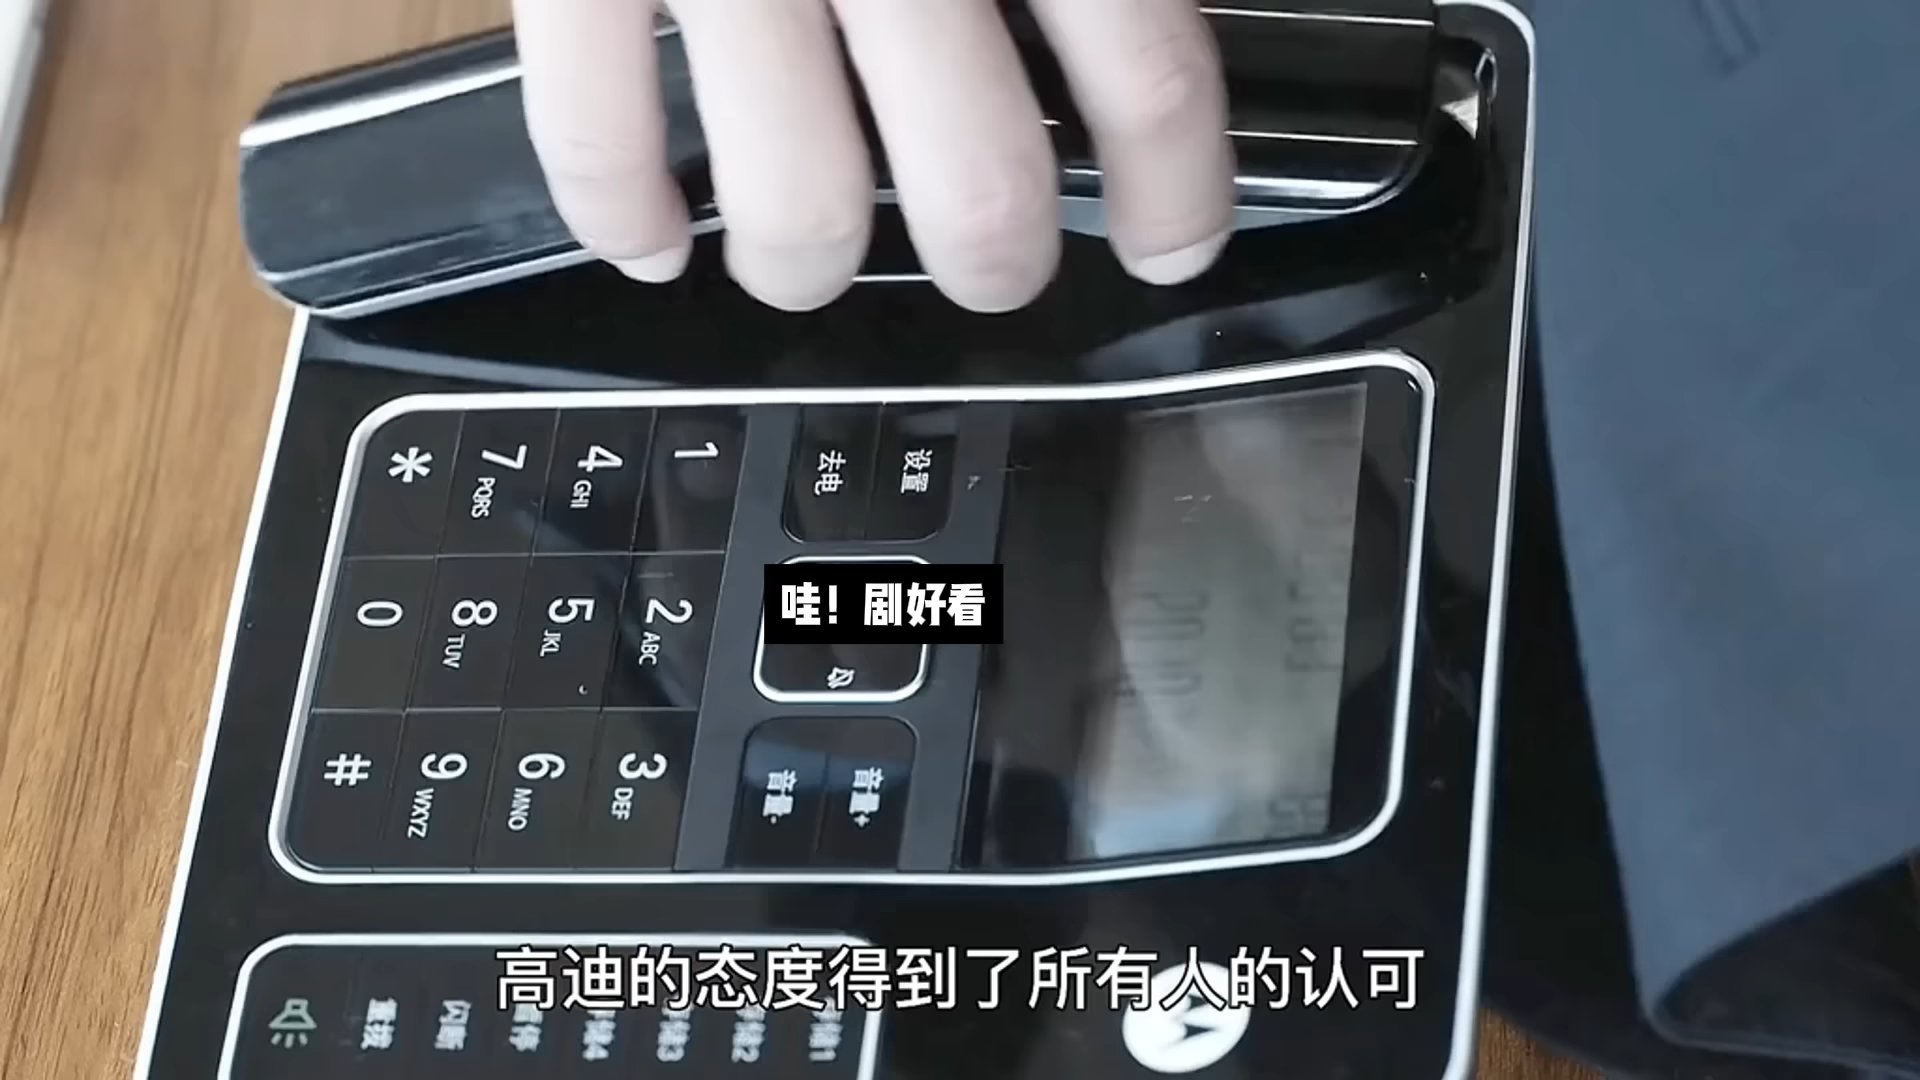 1
4 GHI
7 PQRS
*
设置
去电
2 ABC
5 JKL
8 TUV
0
哇！剧好看
3 DEF
6 MNO
9 WXYZ
#
音量+
音量-
高迪的态度得到了所有人的认可
重拨
闪断